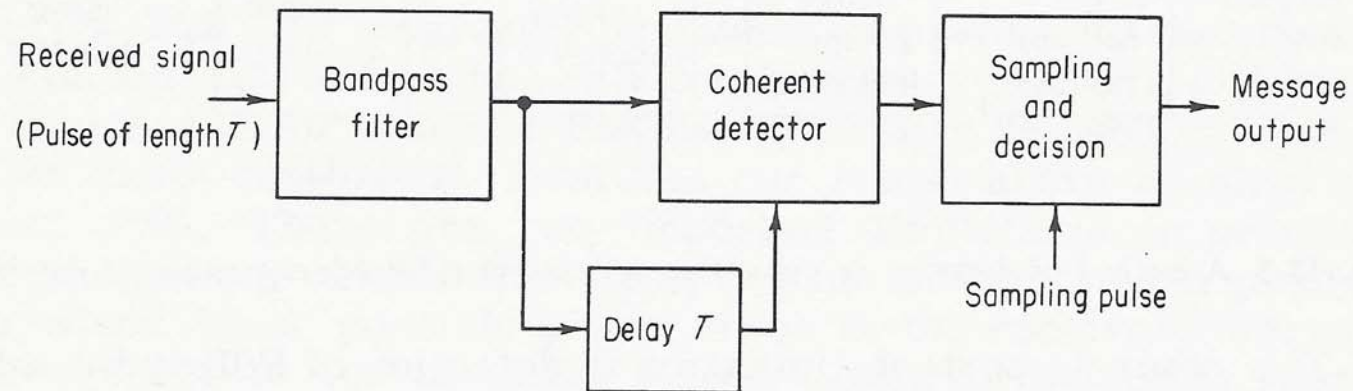 Received signal
(Pulse of length T)
Bandpass
filter
Coherent
detector
Sampling
and
decision
Message
output
Delay T
Sampling pulse